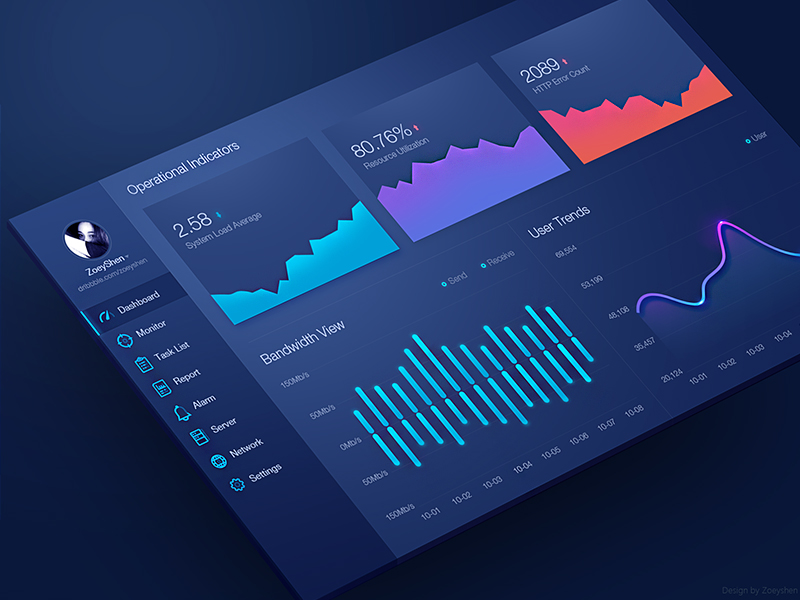 Operational Indicators
2.58
System Load Average
80.76%
Resource Utilization
2089
HTTP Error Count
ZoeyShen
dribbble.com/zoeyshen
Dashboard
Monitor
Task List
Report
Alarm
Server
Network
Settings
Bandwidth View
Send
Receive
150Mb/s
50Mb/s
0Mb/s
50Mb/s
150Mb/s
10-01
10-02
10-03
10-04
10-05
10-06
10-07
10-08
User Trends
User
69,554
53,199
48,108
35,457
20,124
10-01
10-02
10-03
10-04
Design by Zoeyshen